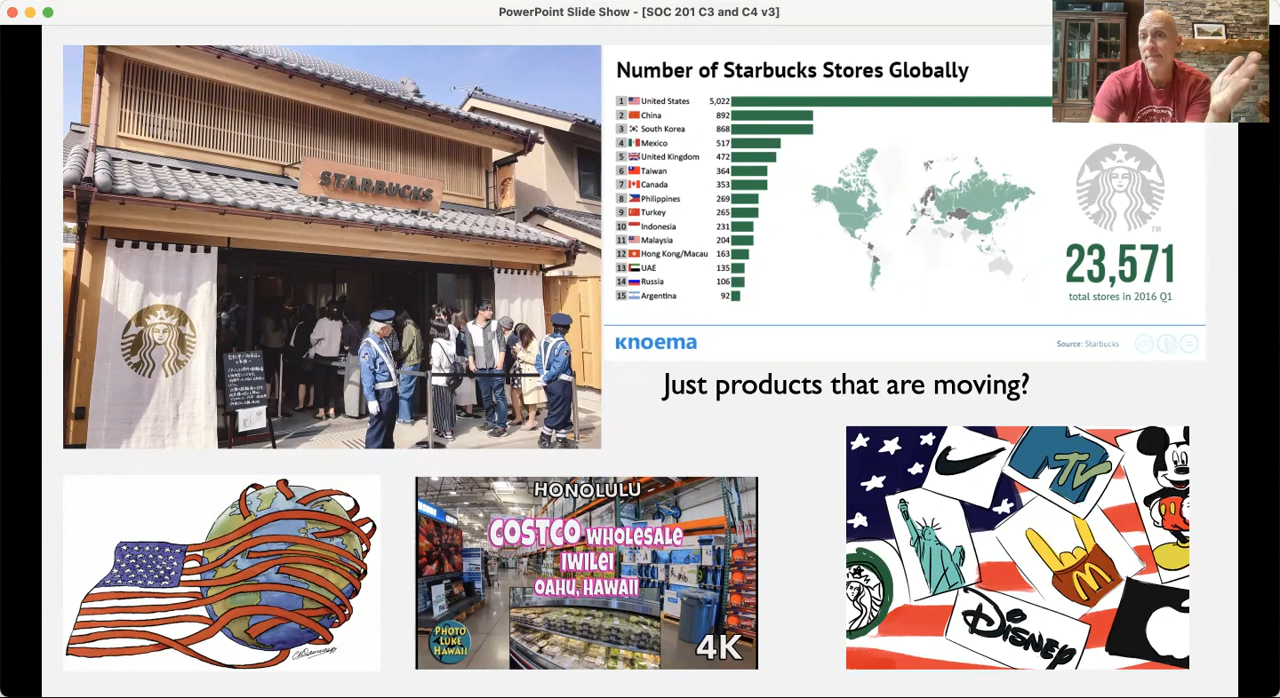 PowerPoint Slide Show - [SOC 201 C3 and C4 v3]
STARBUCKS
Number of Starbucks Stores Globally
1 United States 5,022
2 China 892
3 South Korea 868
4 Mexico 517
5 United Kingdom 472
6 Taiwan 364
7 Canada 353
8 Philippines 269
9 Turkey 265
10 Indonesia 231
11 Malaysia 204
12 Hong Kong/Macau 163
13 UAE 135
14 Russia 106
15 Argentina 92
TM
23,571
total stores in 2016 Q1
knoema
Source: Starbucks
Just products that are moving?
HONOLULU
COSTCO WHOLESALE
IWILEI
OAHU, HAWAII
PHOTO
LUKE
HAWAII
4K
MTV
M
DISNEY